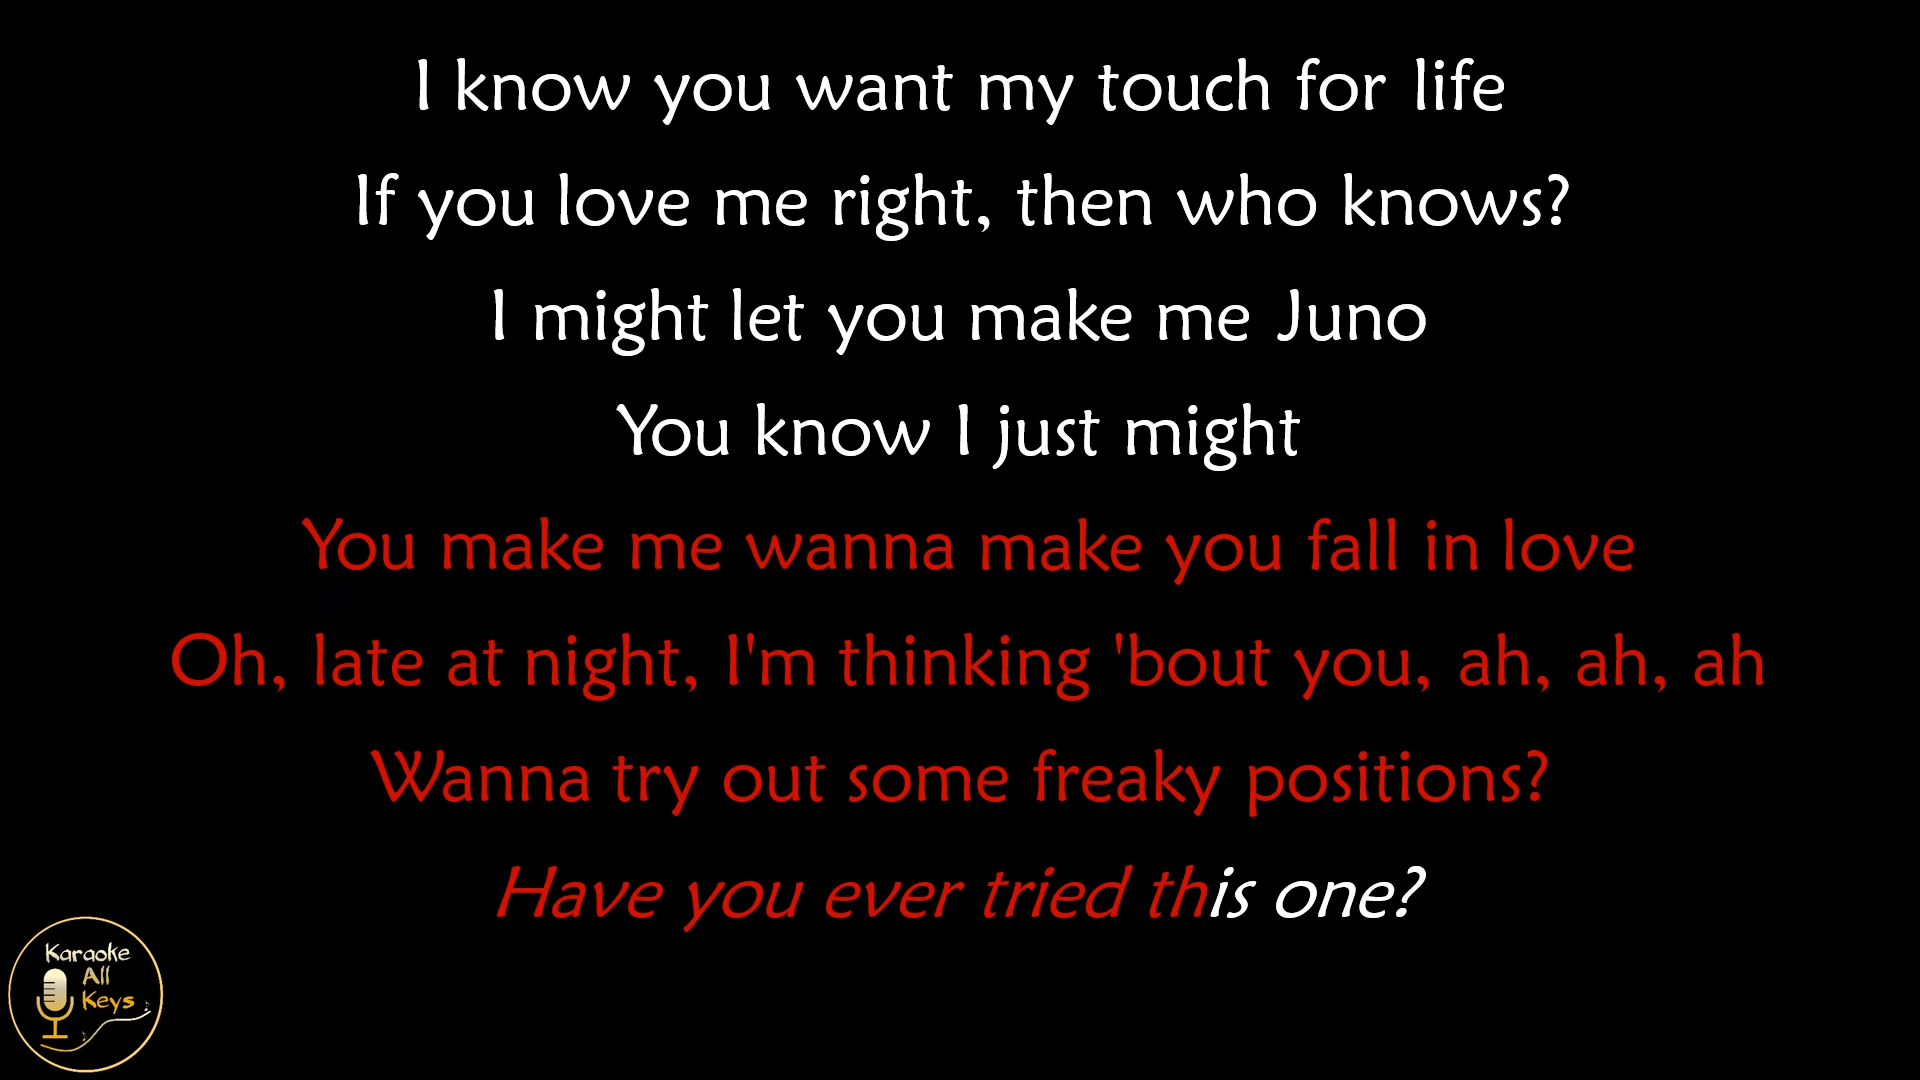 I know you want my touch for life
If you love me right, then who knows?
I might let you make me Juno
You know I just might
You make me wanna make you fall in love
Oh, late at night, I'm thinking 'bout you, ah, ah, ah
Wanna try out some freaky positions?
Have you ever tried this one?
Karaoke
All
Keys